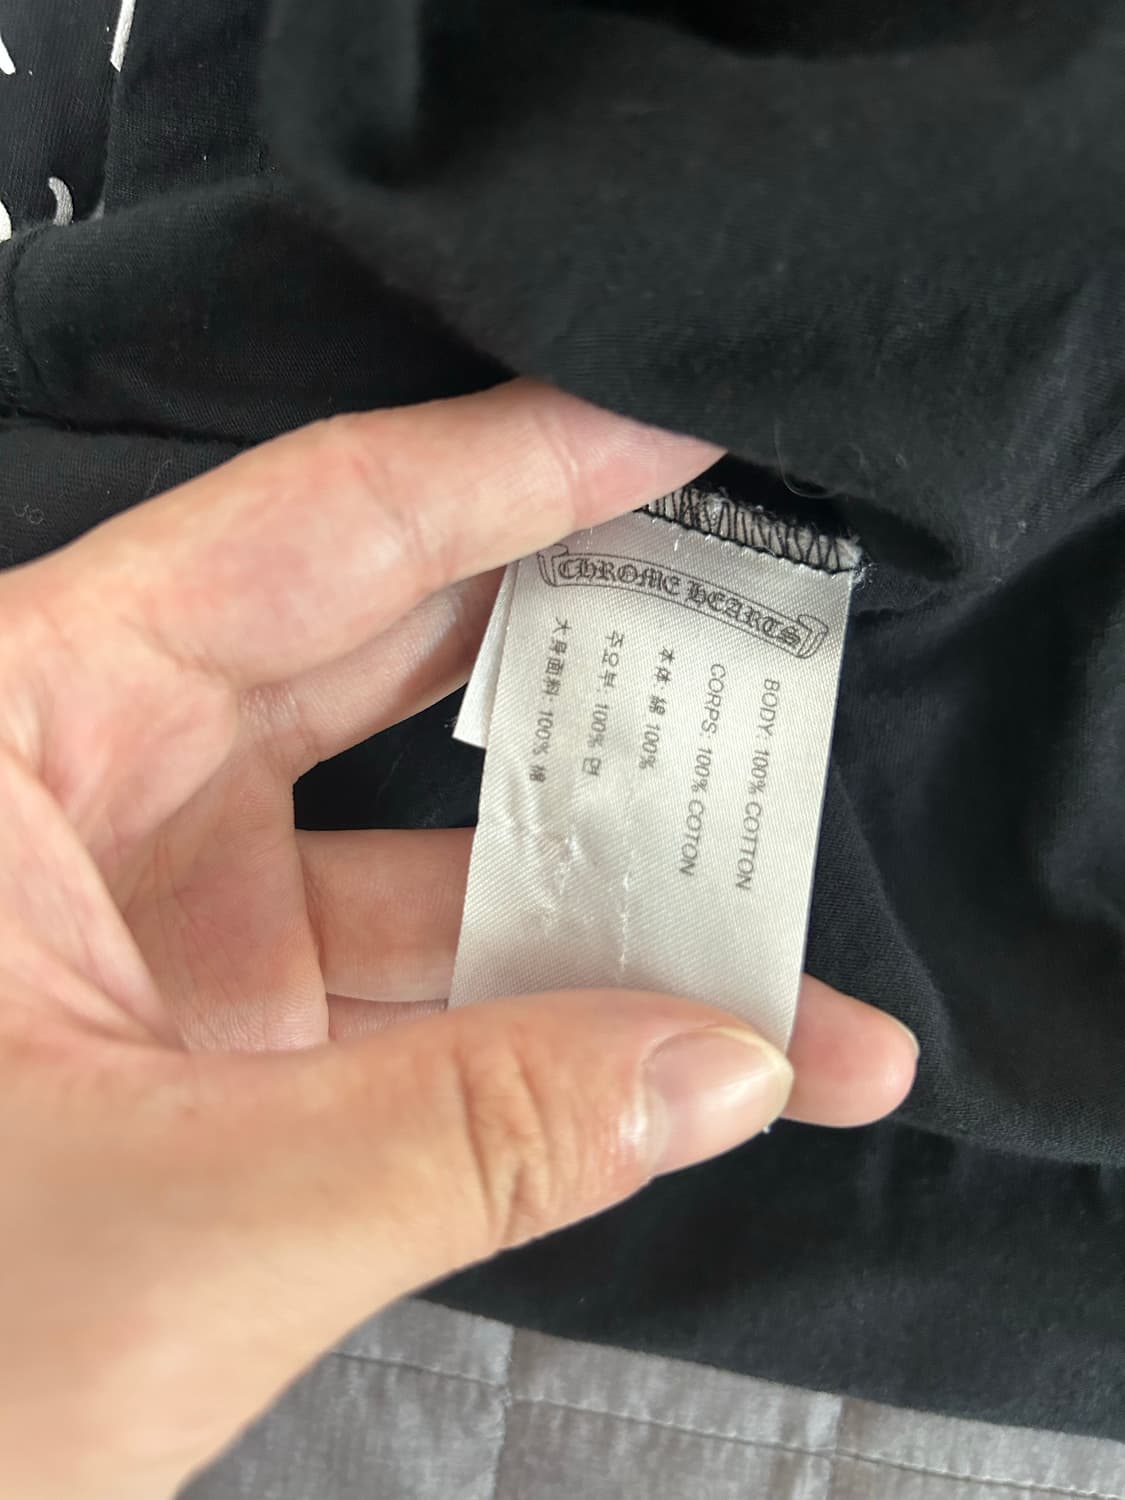 CHROME HEARTS
BODY: 100% COTTON
CORPS: 100% COTON
本体: 綿 100%
주요부: 100% 면
大身面料: 100% 綿